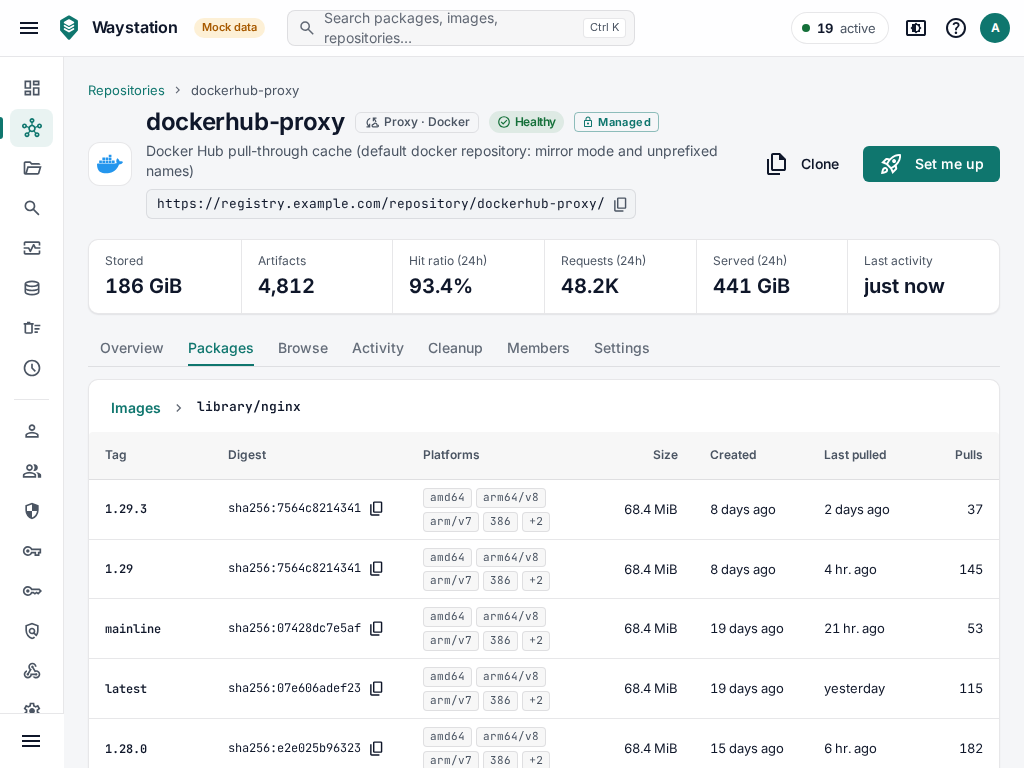 Waystation
Mock data
Search packages, images, repositories...
Ctrl K
19 active
A
Repositories > dockerhub-proxy
dockerhub-proxy
Proxy · Docker
Healthy
Managed
Docker Hub pull-through cache (default docker repository: mirror mode and unprefixed names)
https://registry.example.com/repository/dockerhub-proxy/
Clone
Set me up
Stored
186 GiB
Artifacts
4,812
Hit ratio (24h)
93.4%
Requests (24h)
48.2K
Served (24h)
441 GiB
Last activity
just now
Overview Packages Browse Activity Cleanup Members Settings
Images > library/nginx
Tag Digest Platforms Size Created Last pulled Pulls
1.29.3 sha256:7564c8214341 amd64 arm64/v8 arm/v7 386 +2 68.4 MiB 8 days ago 2 days ago 37
1.29 sha256:7564c8214341 amd64 arm64/v8 arm/v7 386 +2 68.4 MiB 8 days ago 4 hr. ago 145
mainline sha256:07428dc7e5af amd64 arm64/v8 arm/v7 386 +2 68.4 MiB 19 days ago 21 hr. ago 53
latest sha256:07e606adef23 amd64 arm64/v8 arm/v7 386 +2 68.4 MiB 19 days ago yesterday 115
1.28.0 sha256:e2e025b96323 amd64 arm64/v8 arm/v7 386 +2 68.4 MiB 15 days ago 6 hr. ago 182